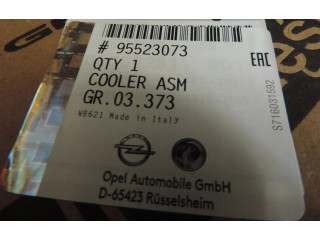 # 95523073
QTY 1
COOLER ASM
GR.03.373
W8621 Made in Italy
EAC
S716031592
Opel Automobile GmbH
D-65423 Rüsselsheim